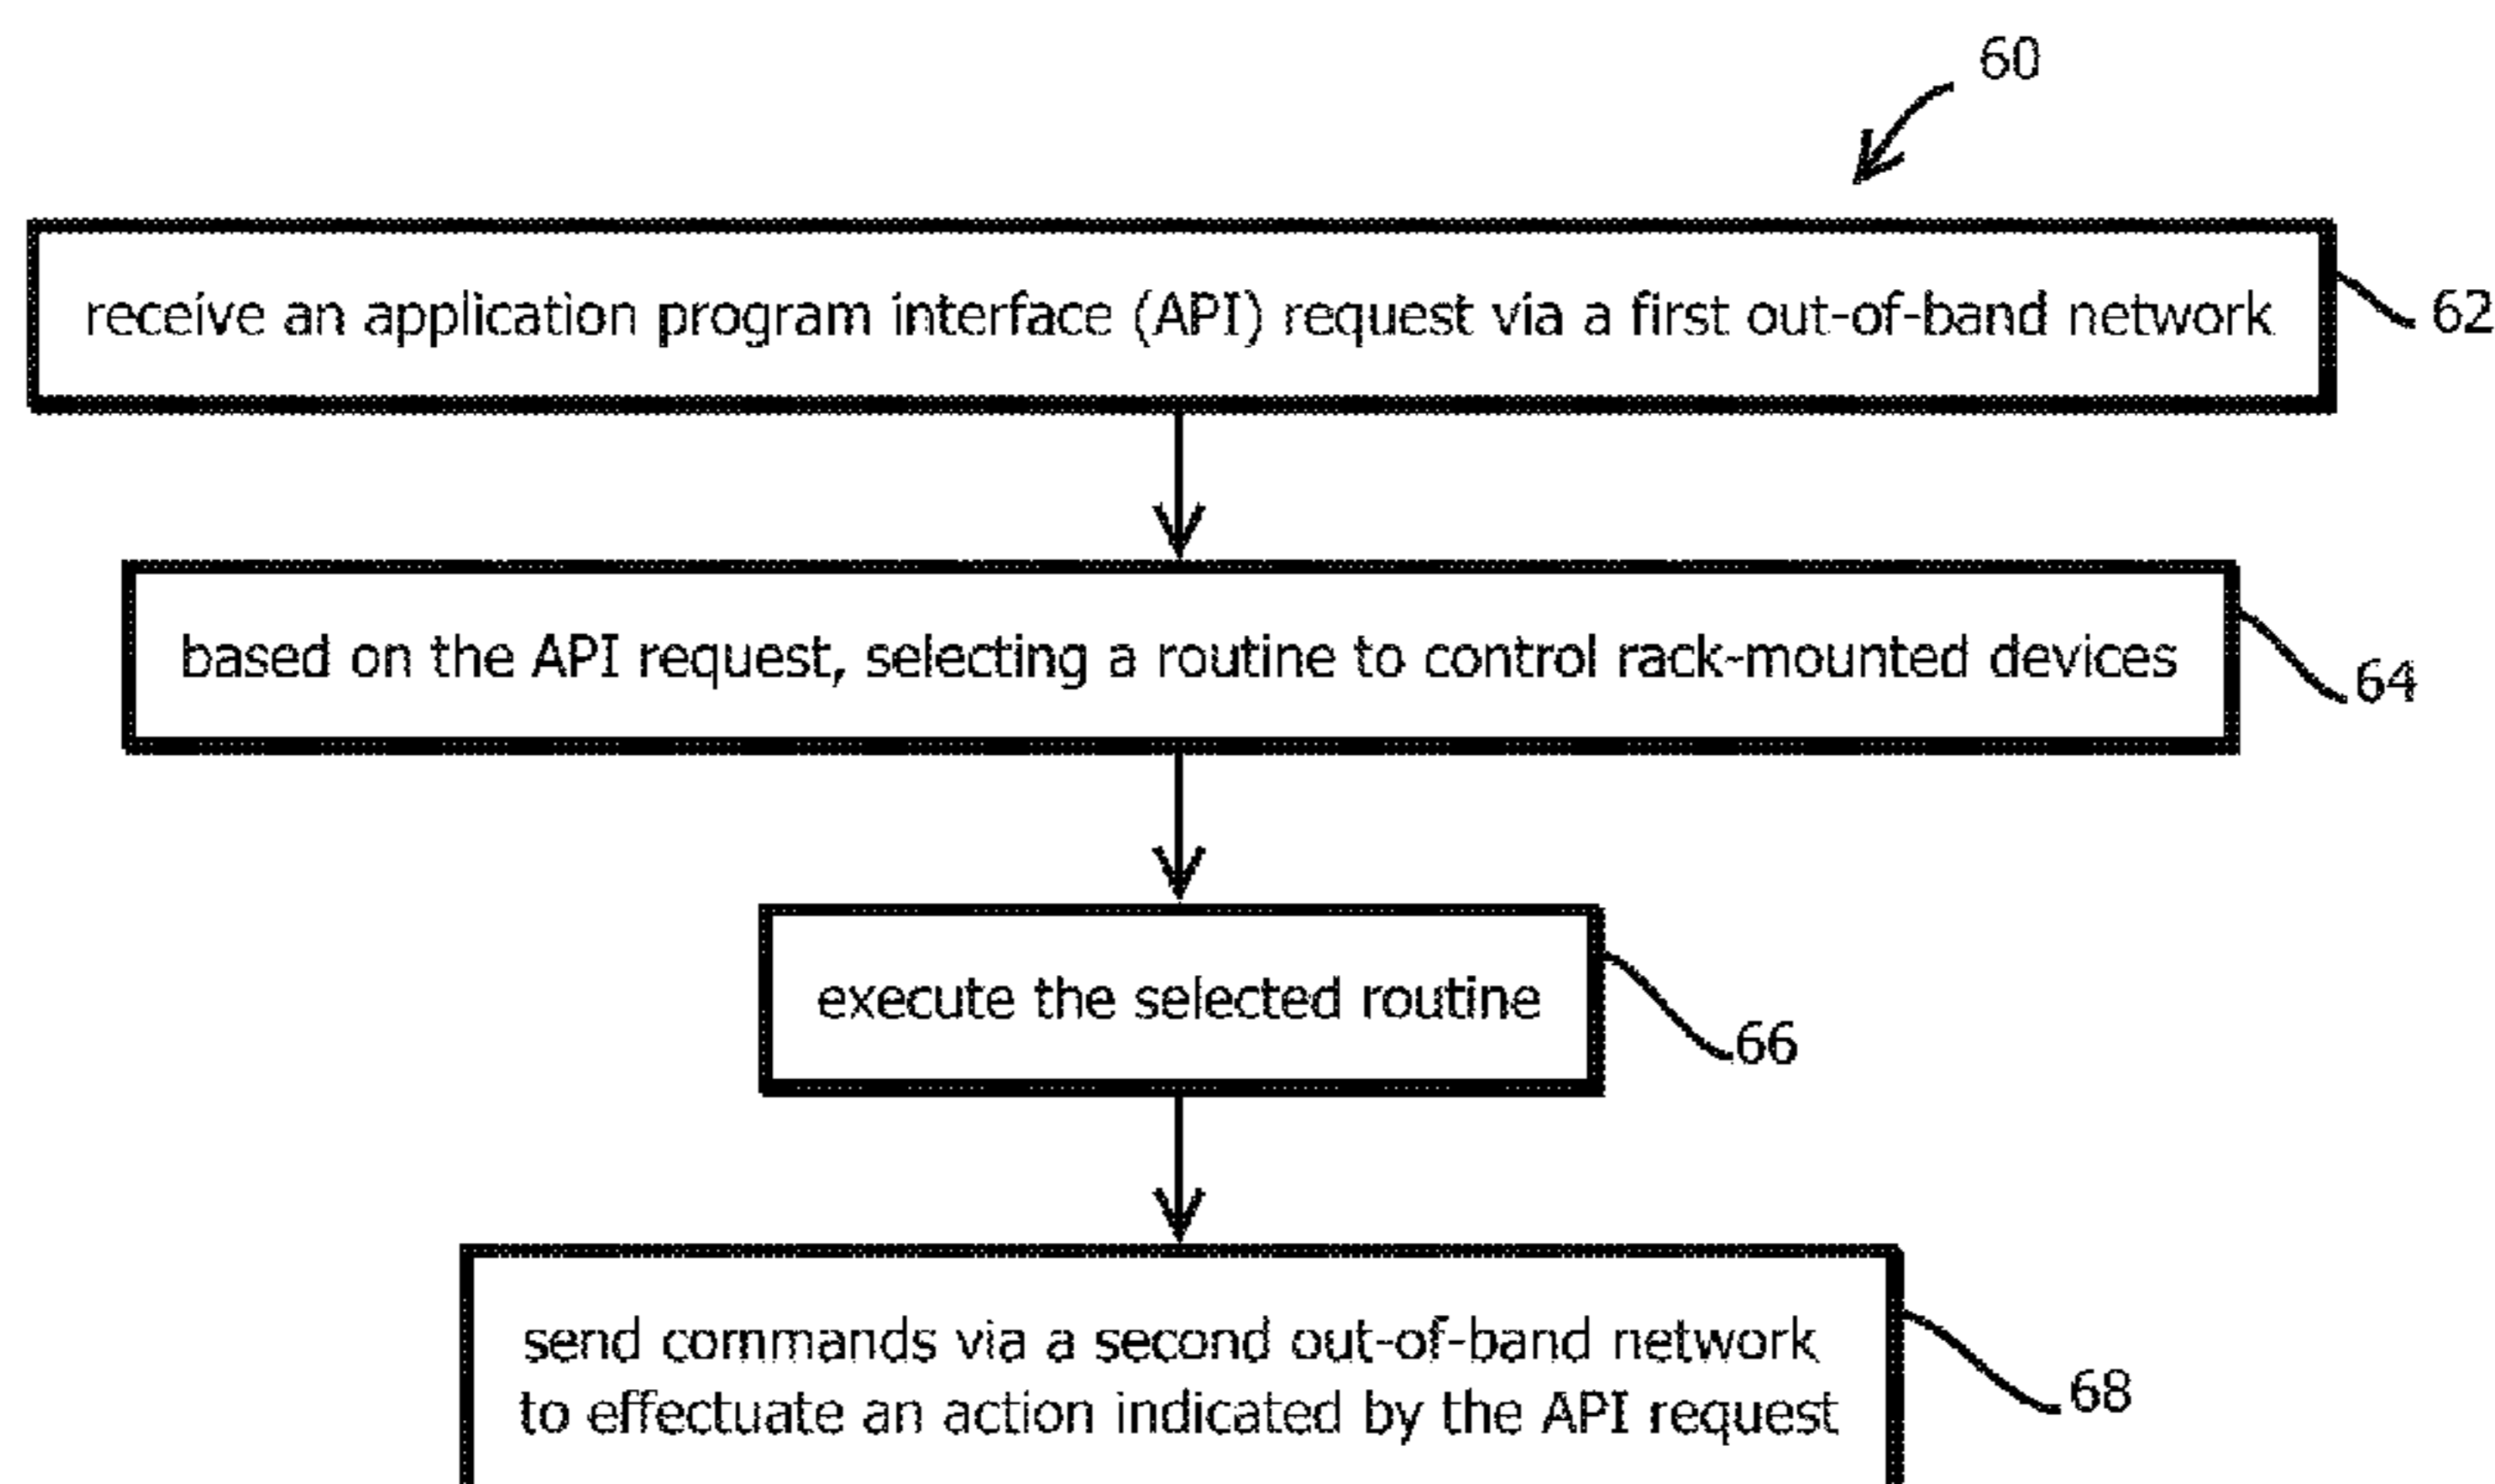 60
receive an application program interface (API) request via a first out-of-band network
62
based on the API request, selecting a routine to control rack-mounted devices
64
execute the selected routine
66
send commands via a second out-of-band network
to effectuate an action indicated by the API request
68